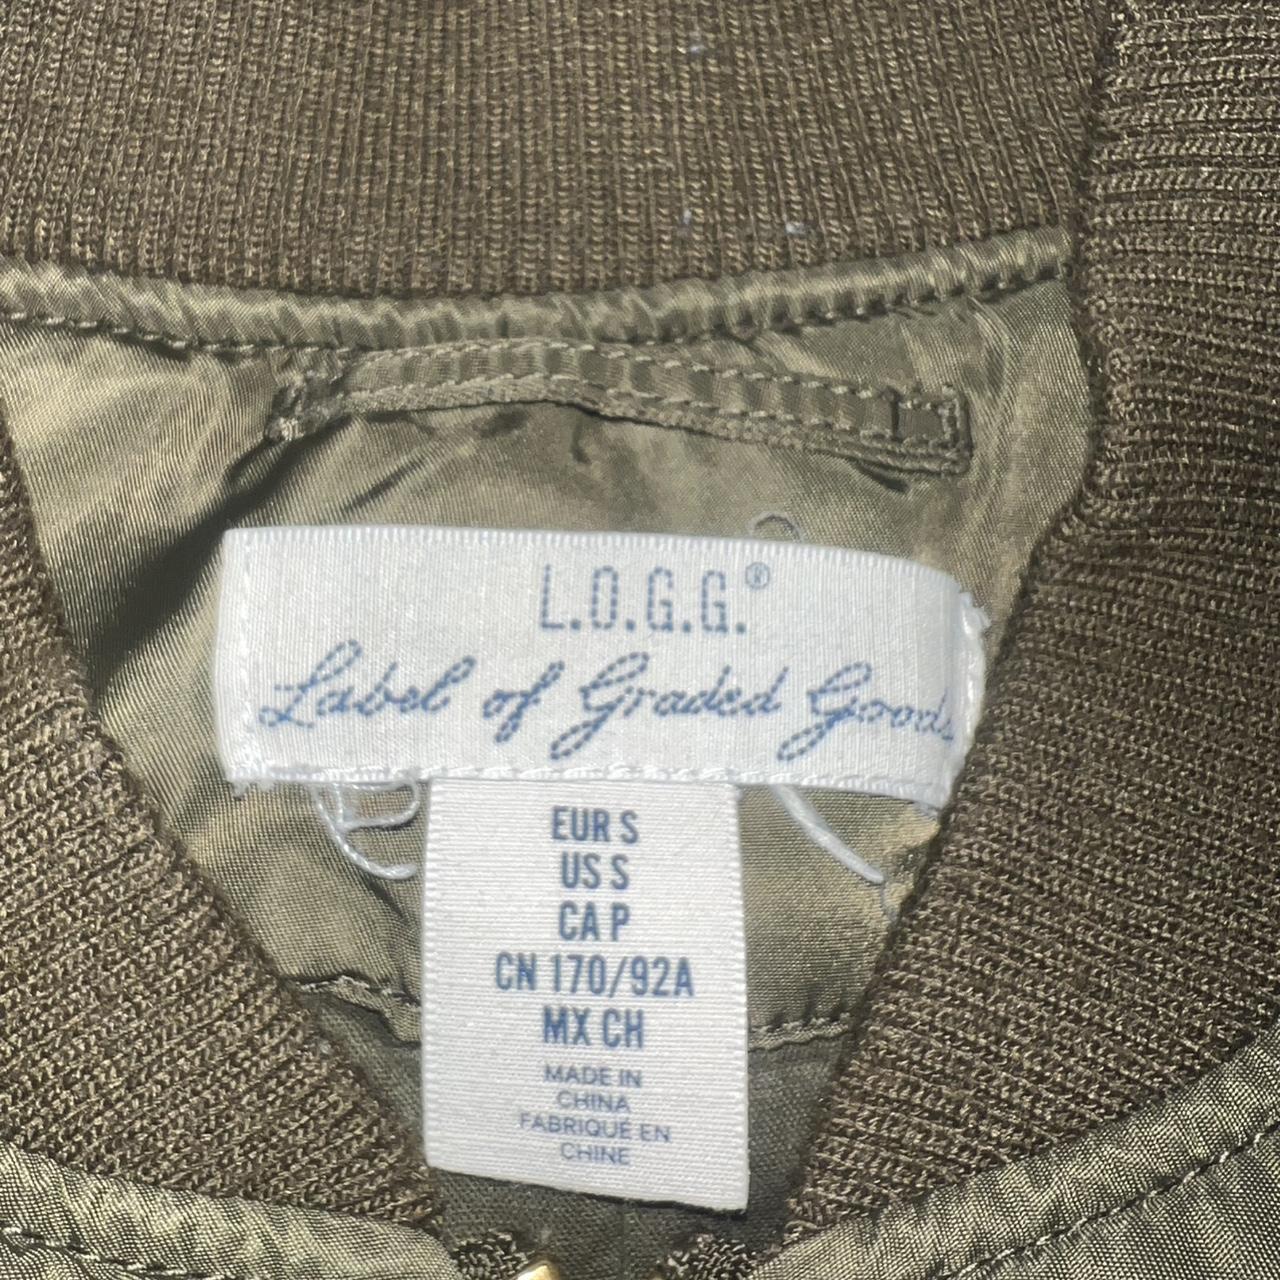 L.O.G.G.®
Label of Graded Goods
EUR S
US S
CA P
CN 170/92A
MX CH
MADE IN
CHINA
FABRIQUÉ EN
CHINE